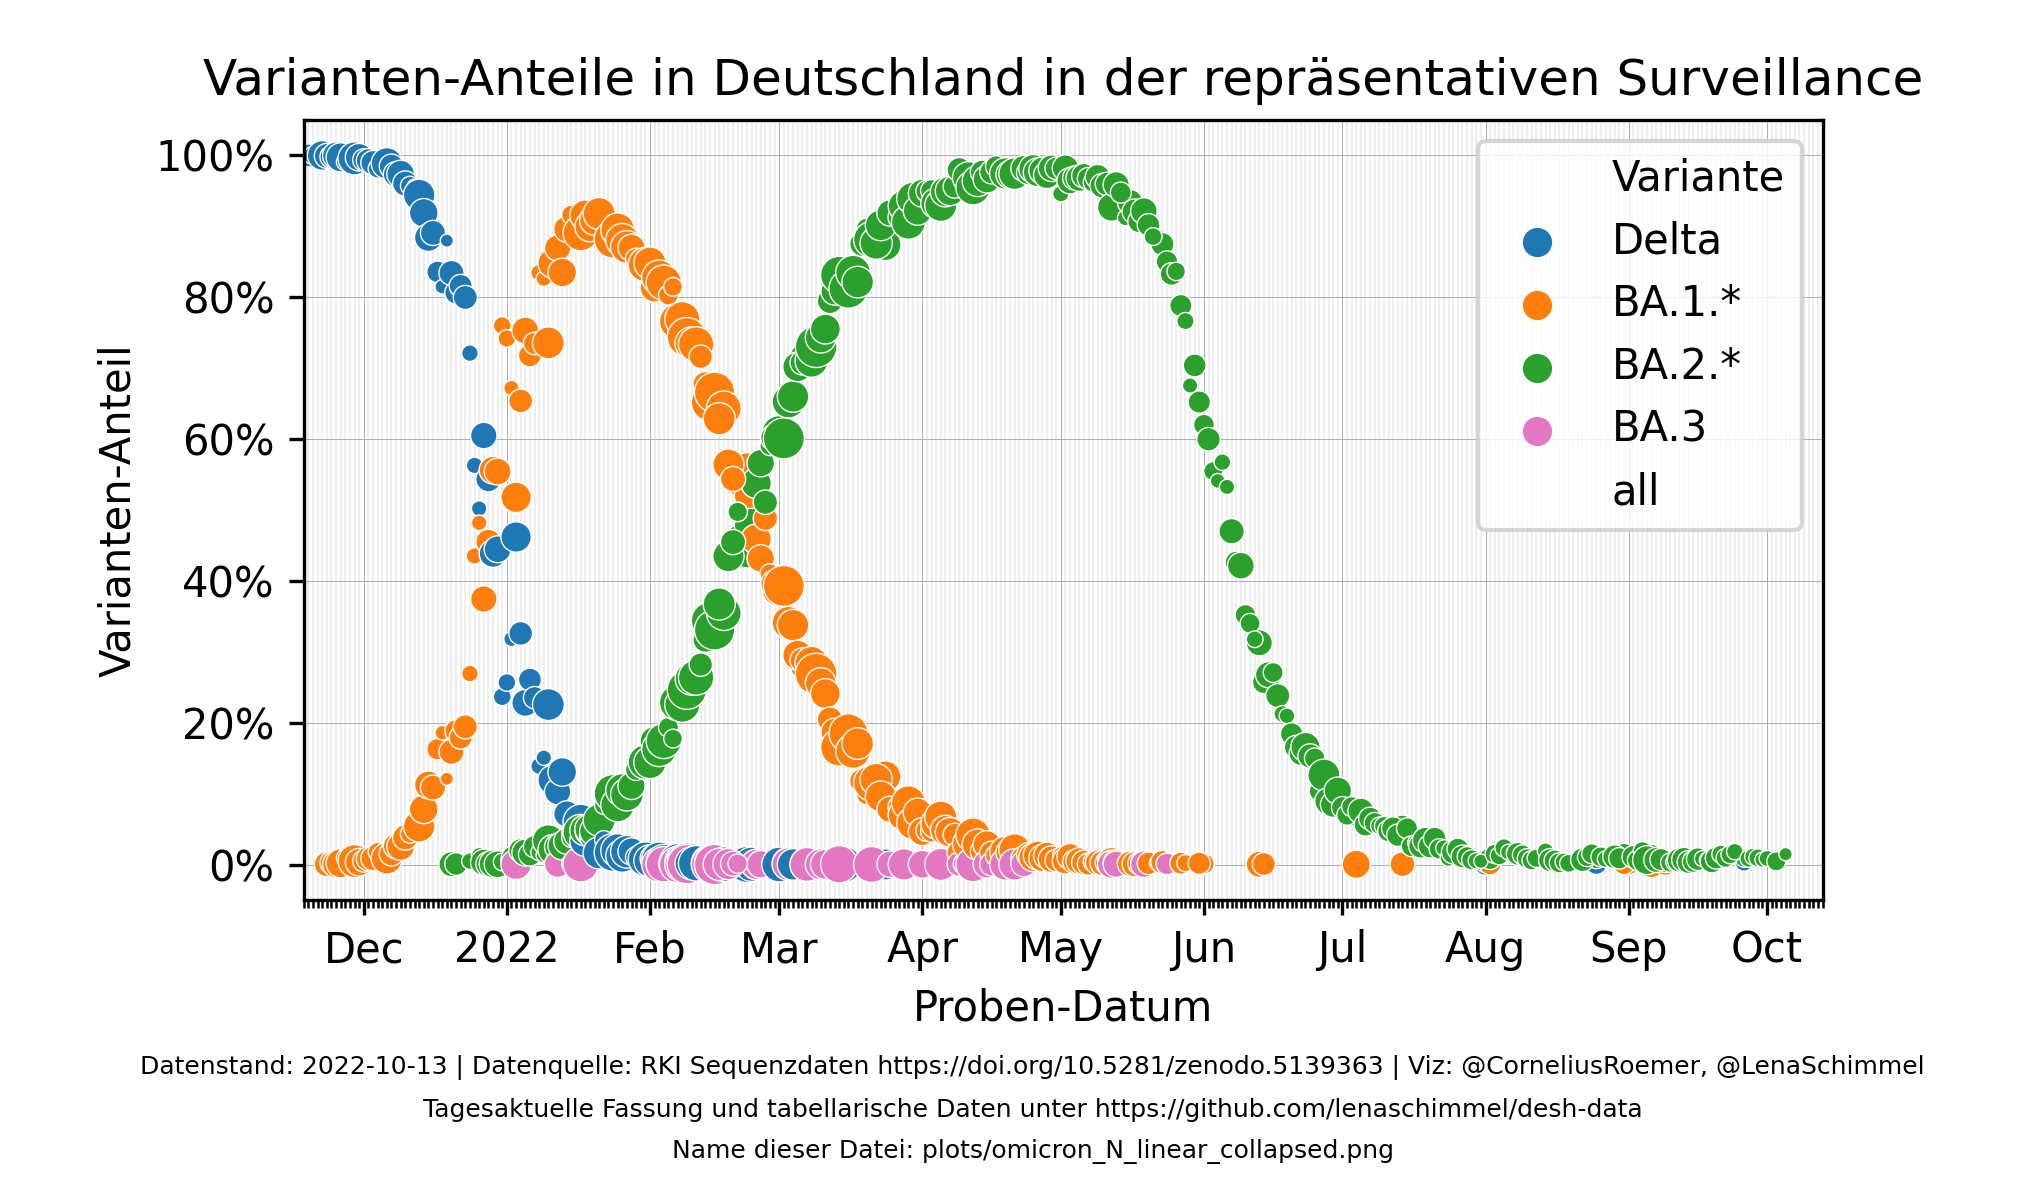 Varianten-Anteile in Deutschland in der repräsentativen Surveillance
100%
80%
60%
40%
20%
0%
Varianten-Anteil
Variante
Delta
BA.1.*
BA.2.*
BA.3
all
Dec 2022 Feb Mar Apr May Jun Jul Aug Sep Oct
Proben-Datum
Datenstand: 2022-10-13 | Datenquelle: RKI Sequenzdaten https://doi.org/10.5281/zenodo.5139363 | Viz: @CorneliusRoemer, @LenaSchimmel
Tagesaktuelle Fassung und tabellarische Daten unter https://github.com/lenaschimmel/desh-data
Name dieser Datei: plots/omicron_N_linear_collapsed.png